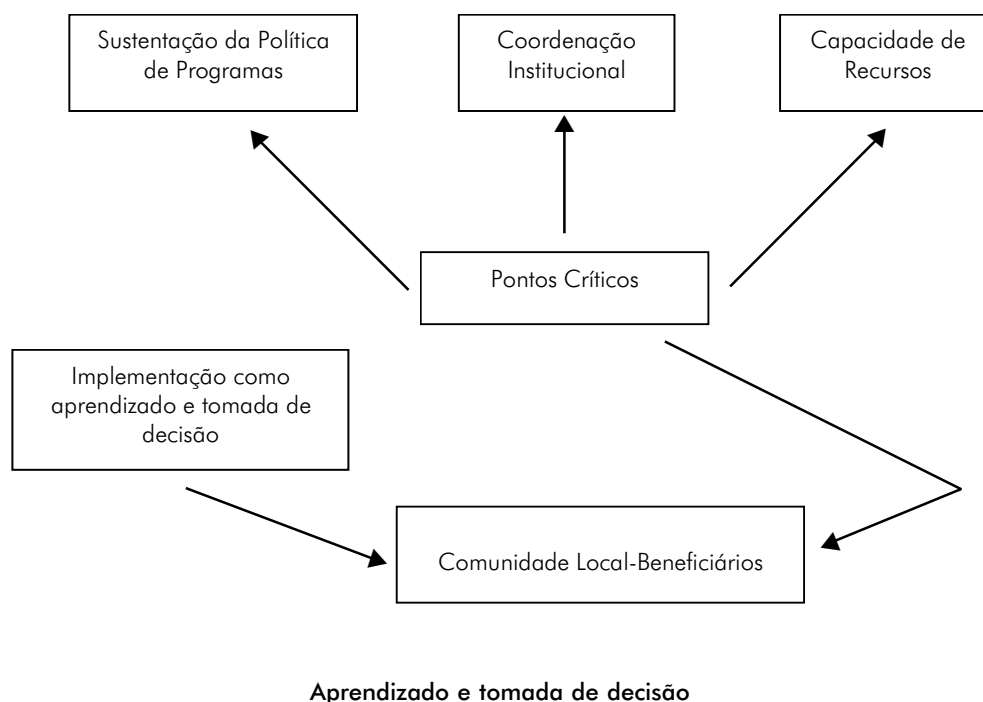 Sustentação da Política
de Programas
Coordenação
Institucional
Capacidade de
Recursos
Pontos Críticos
Implementação como
aprendizado e tomada de
decisão
Comunidade Local-Beneficiários
Aprendizado e tomada de decisão